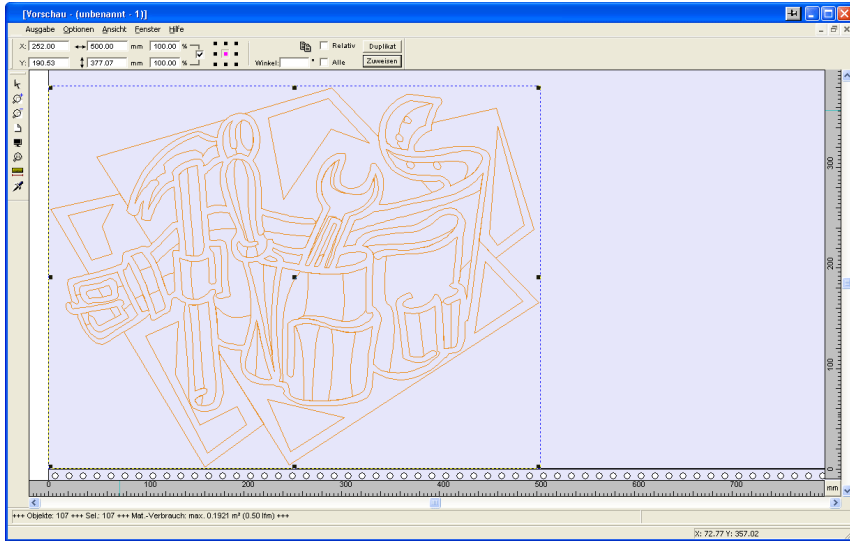 [Vorschau - (unbenannt - 1)]
Ausgabe Optionen Ansicht Fenster Hilfe
X: 252.00 500.00 mm 100.00 % Relativ Duplikat
Y: 190.53 377.07 mm 100.00 % Winkel: ° Alle Zuweisen
300
200
100
0
0 100 200 300 400 500 600 700 mm
+++ Objekte: 107 +++ Sel.: 107 +++ Mat.-Verbrauch: max. 0.1921 m² (0.50 lfm) +++
X: 72.77 Y: 357.02